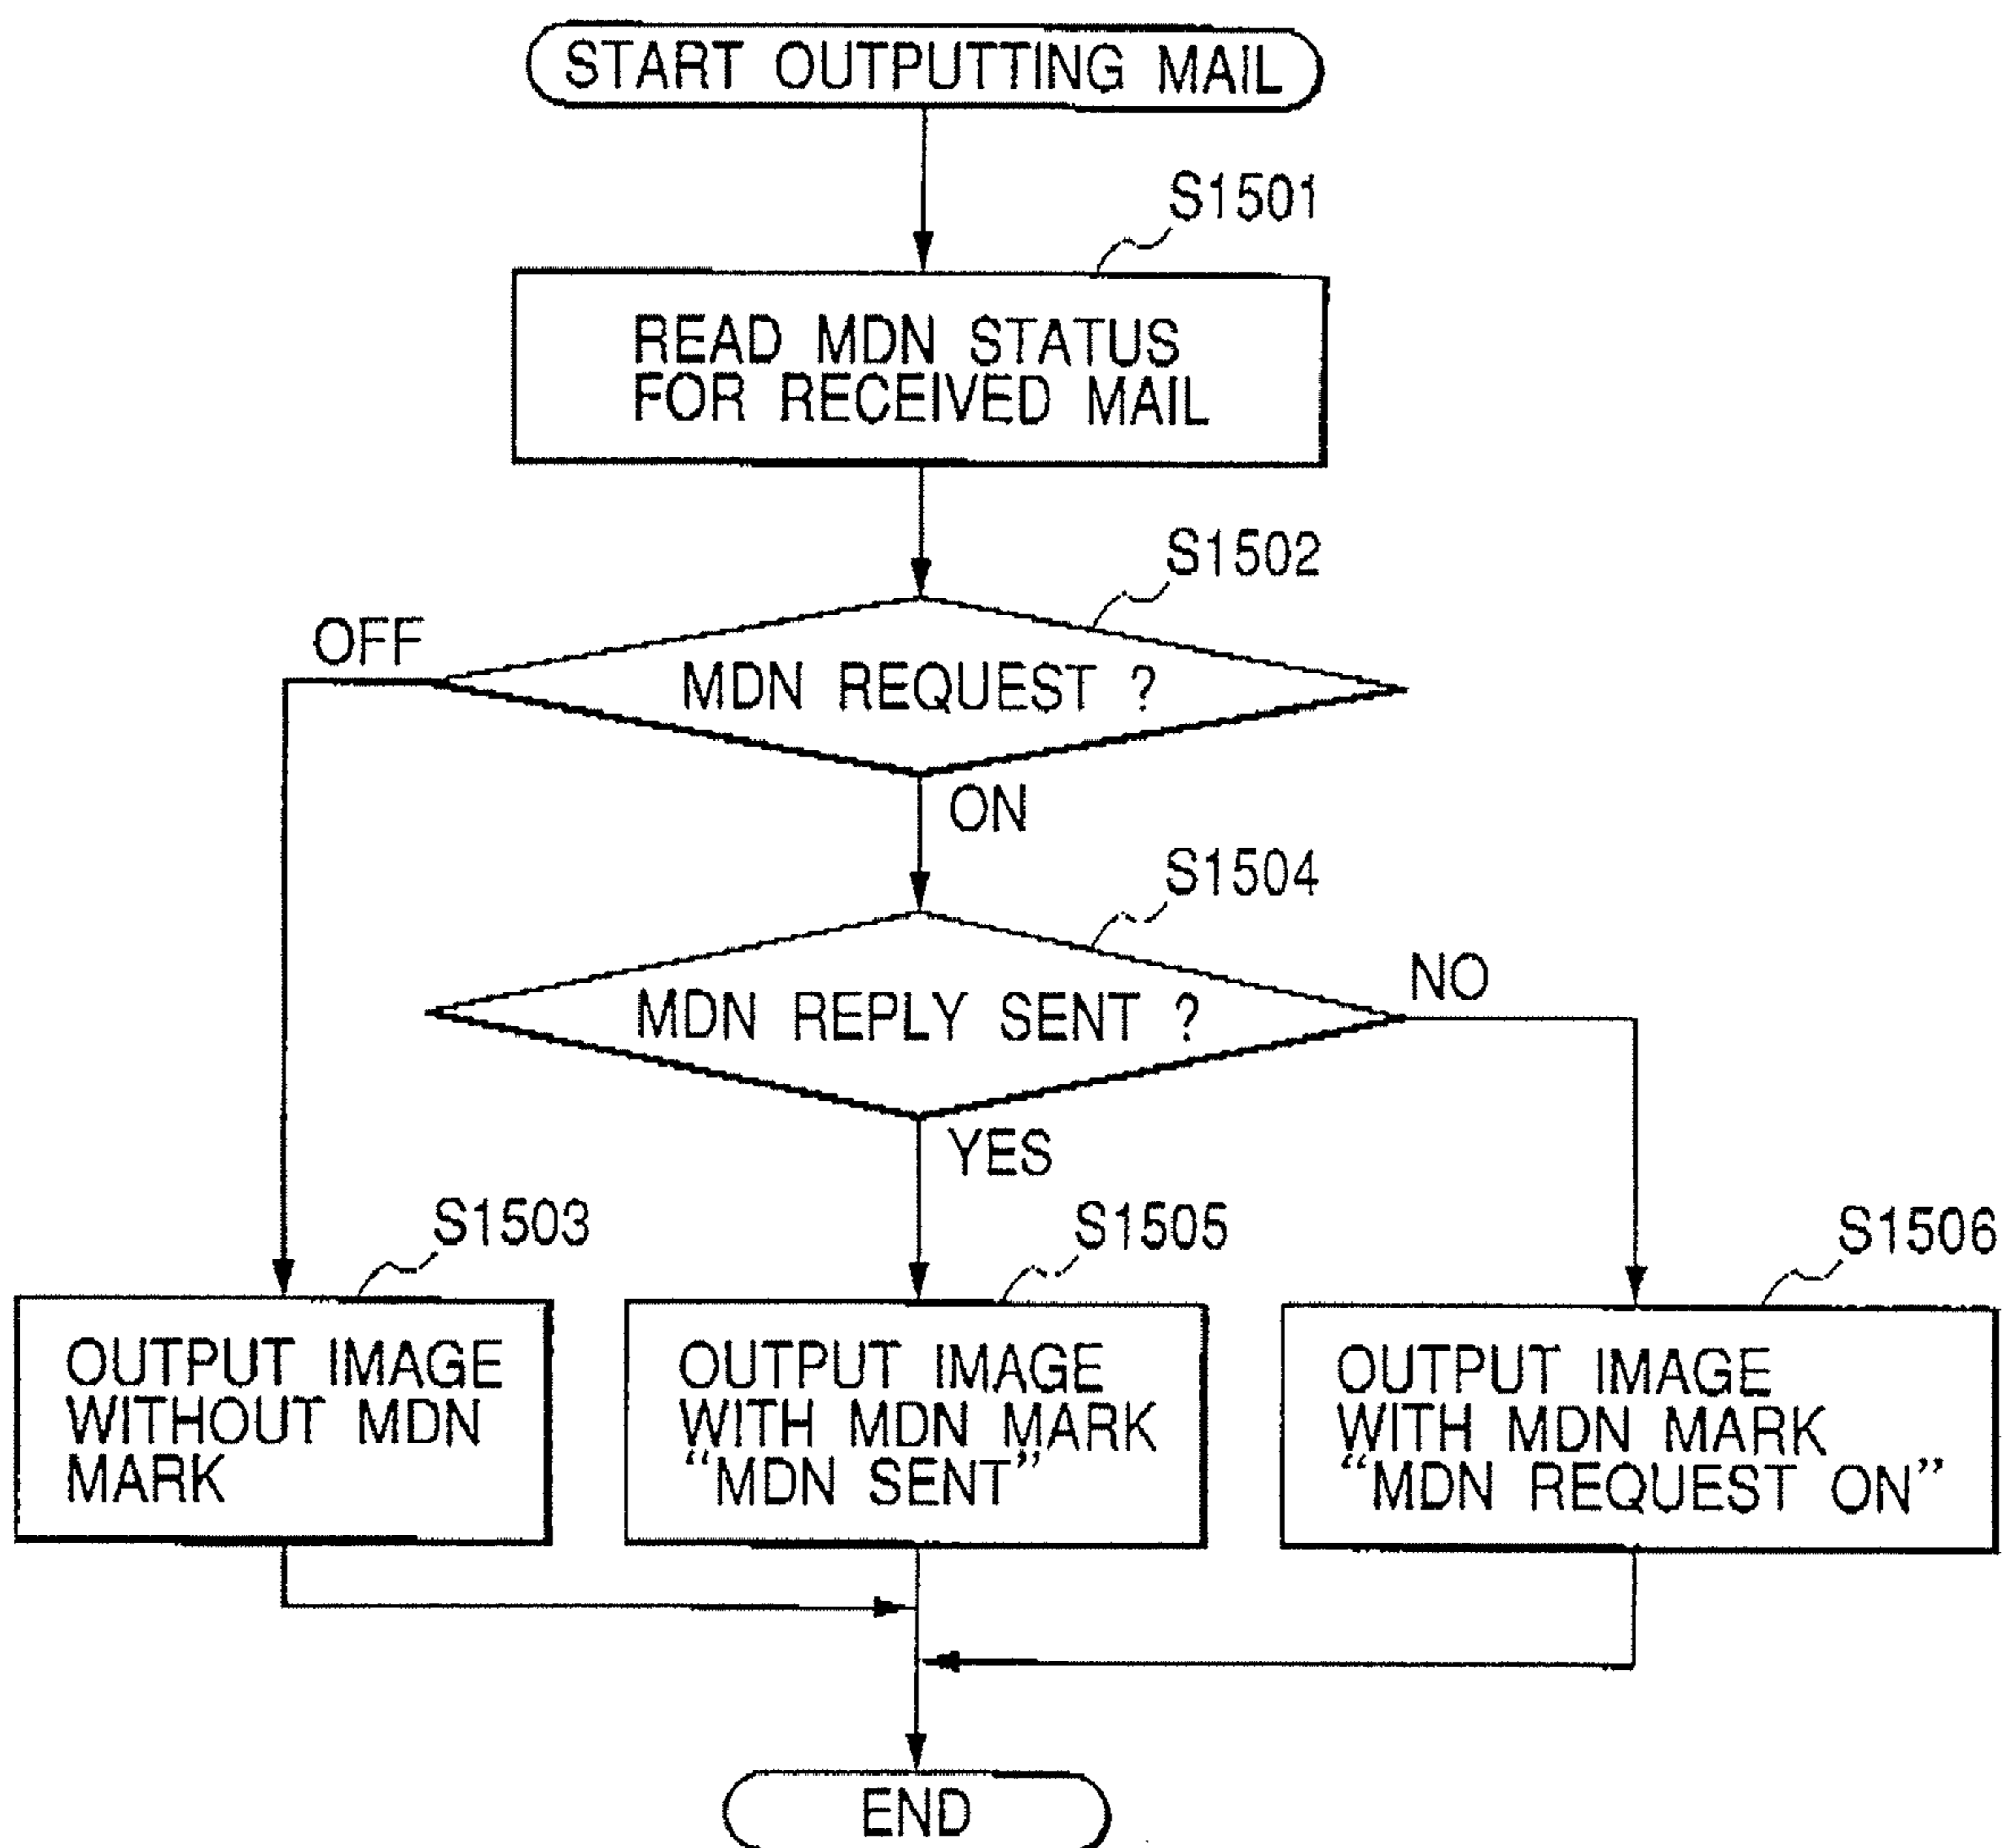 START OUTPUTTING MAIL
S1501
READ MDN STATUS
FOR RECEIVED MAIL
S1502
OFF
MDN REQUEST ?
ON
S1504
NO
MDN REPLY SENT ?
YES
S1503
OUTPUT IMAGE
WITHOUT MDN
MARK
S1505
OUTPUT IMAGE
WITH MDN MARK
“MDN SENT”
S1506
OUTPUT IMAGE
WITH MDN MARK
“MDN REQUEST ON”
END